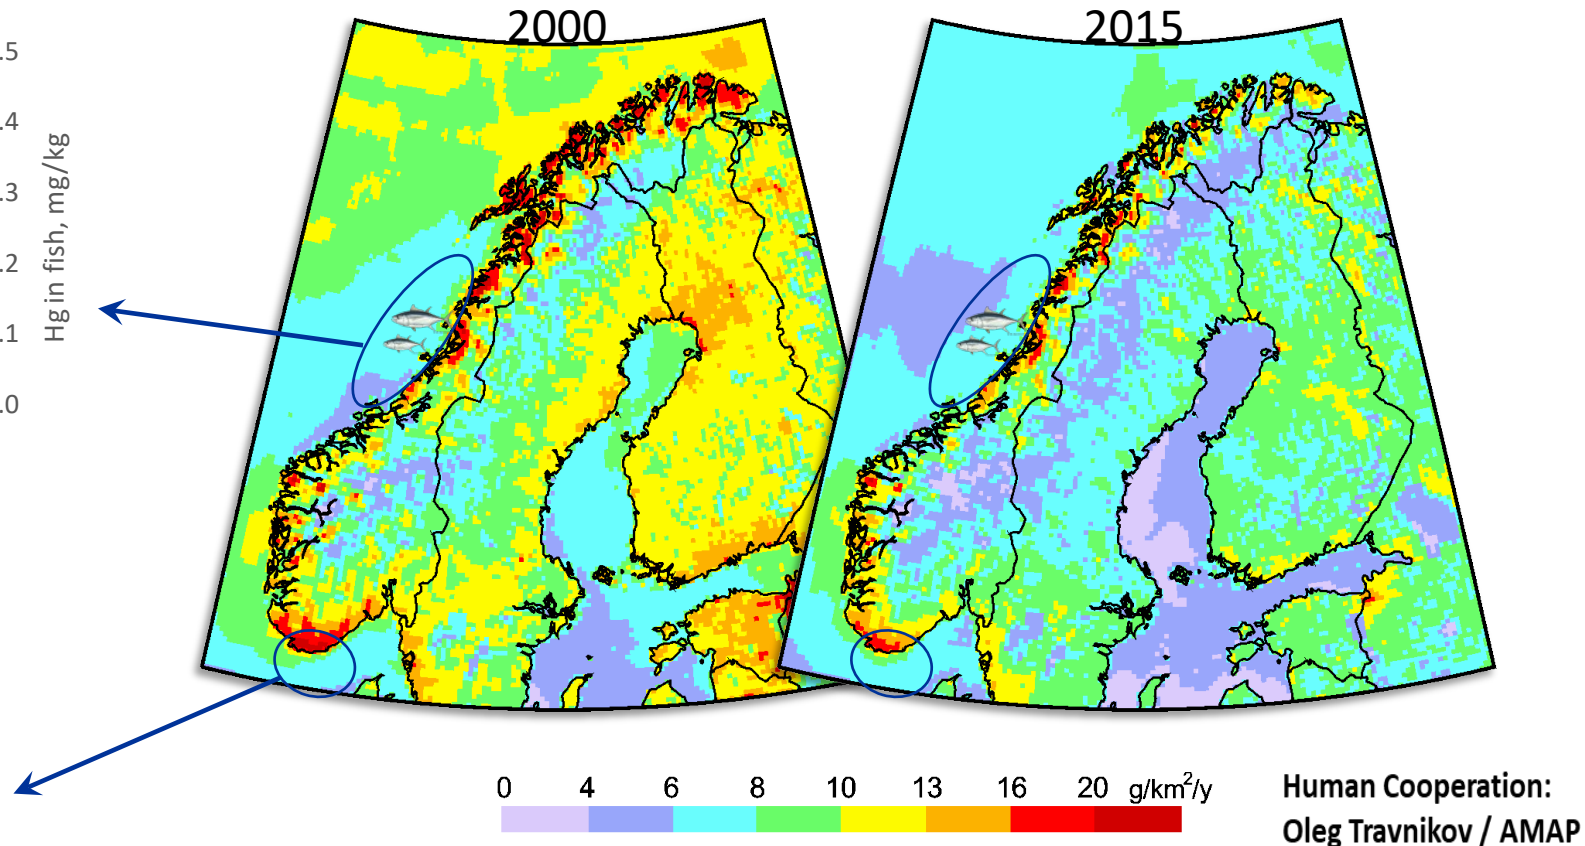 2000
2015
.5
.4
.3
.2
.1
.0
Hg in fish, mg/kg
0 4 6 8 10 13 16 20 g/km²/y
Human Cooperation:
Oleg Travnikov / AMAP